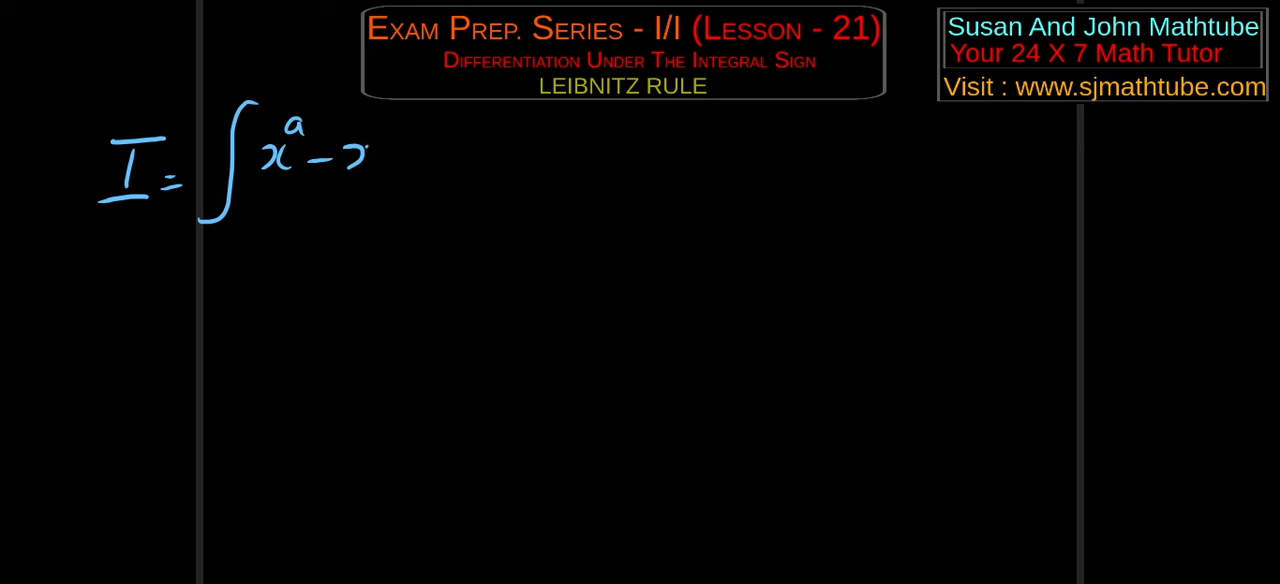 EXAM PREP. SERIES - I/I (LESSON - 21)
DIFFERENTIATION UNDER THE INTEGRAL SIGN
LEIBNITZ RULE
Susan And John Mathtube
Your 24 X 7 Math Tutor
Visit : www.sjmathtube.com
I = ∫ x^a -